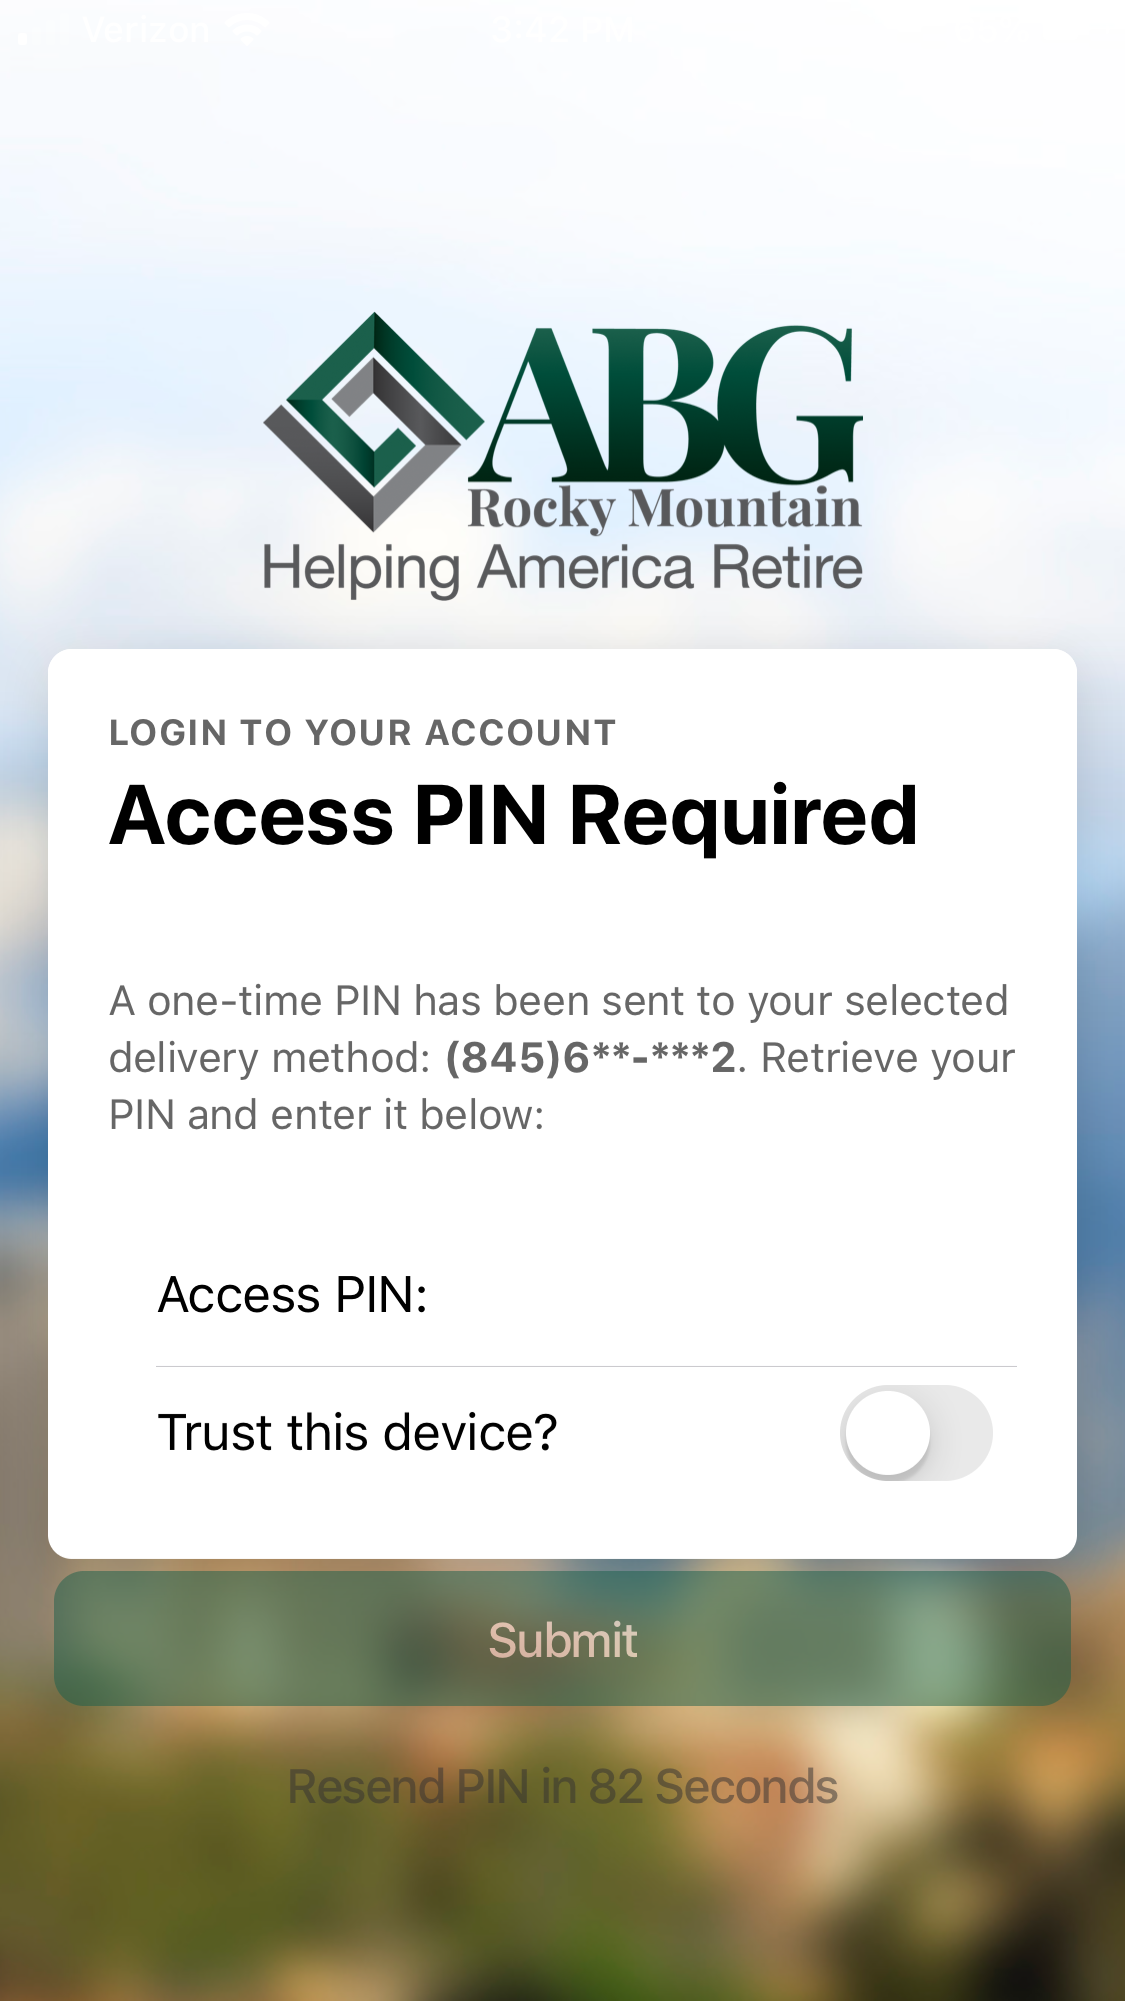 Verizon
ABG
Rocky Mountain
Helping America Retire
LOGIN TO YOUR ACCOUNT
Access PIN Required
A one-time PIN has been sent to your selected
delivery method: (845)6**-***2. Retrieve your
PIN and enter it below:
Access PIN:
Trust this device?
Submit
Resend PIN in 82 Seconds